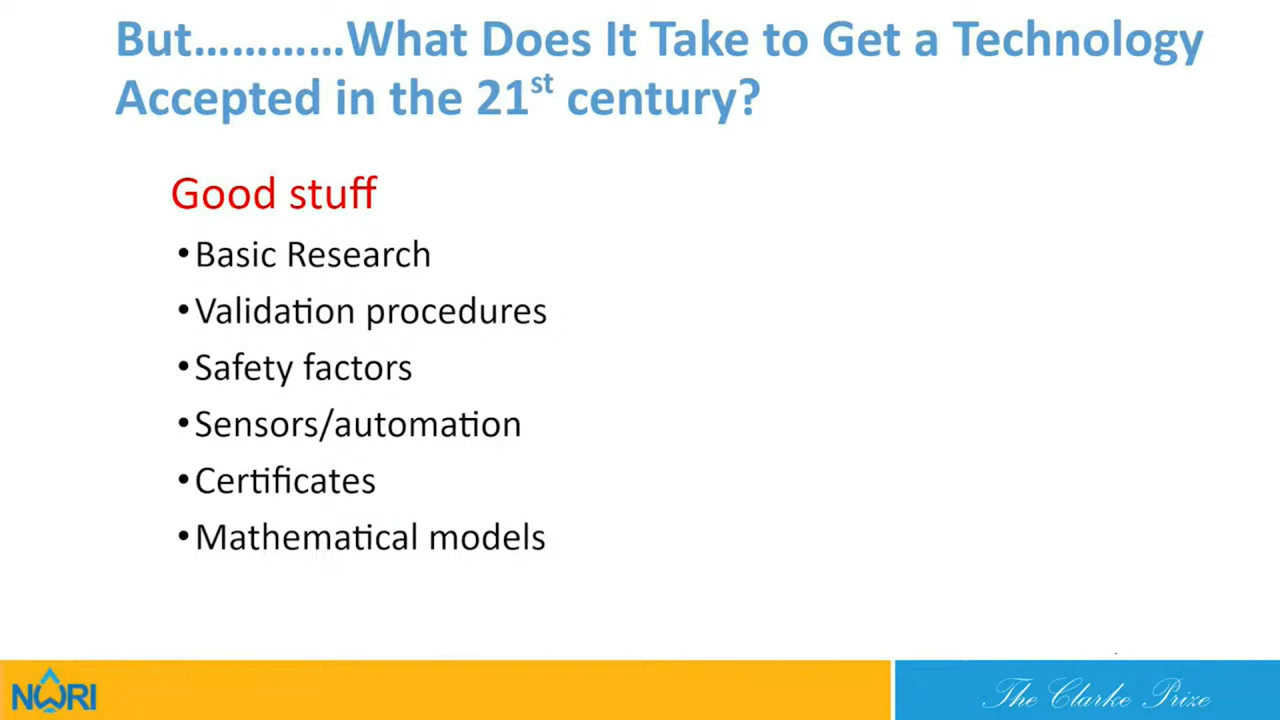 But…………What Does It Take to Get a Technology
Accepted in the 21st century?
Good stuff
•Basic Research
•Validation procedures
•Safety factors
•Sensors/automation
•Certificates
•Mathematical models
NWRI
The Clarke Prize